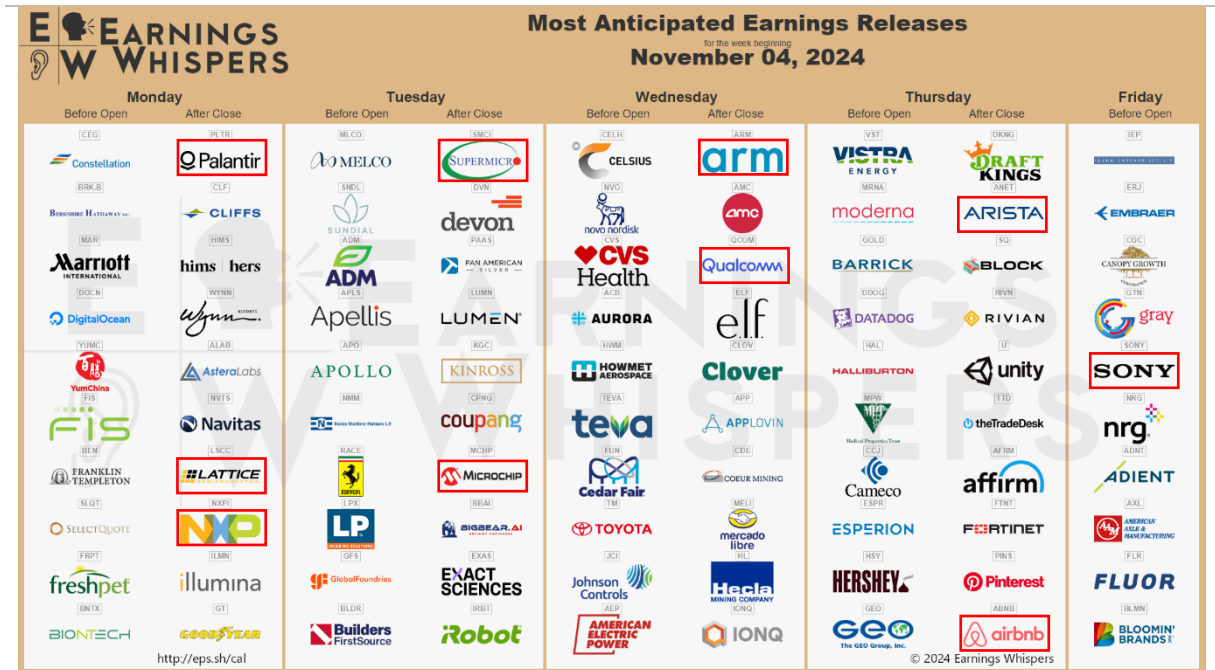 E EARNINGS
W WHISPERS
Most Anticipated Earnings Releases
for the week beginning
November 04, 2024
Monday
Before Open After Close
Tuesday
Before Open After Close
Wednesday
Before Open After Close
Thursday
Before Open After Close
Friday
Before Open
CEG PLTR MLCO SMCI CELH ARM VST DKNG IEP
Constellation Palantir MELCO SUPERMICRO CELSIUS arm VISTRA ENERGY DRAFT KINGS ICAHN ENTERPRISES L.P.
BRK.B CLF SNDL DVN NVO AMC MRNA ANET ERJ
BERKSHIRE HATHAWAY INC CLIFFS SUNDIAL devon novo nordisk amc moderna ARISTA EMBRAER
MAR HIMS ADM PAAS CVS QCOM GOLD SQ CGC
Marriott INTERNATIONAL hims hers ADM PAN AMERICAN SILVER CVS Health Qualcomm BARRICK BLOCK CANOPY GROWTH CORPORATION
DOCN WYNN APLS LUMN ACB ELF DDOG RIVN GTN
DigitalOcean Wynn RESORTS Apellis LUMEN AURORA e.l.f. DATADOG RIVIAN gray
YUMC ALAB APO KGC HWM CLOV HAL U SONY
YumChina AsteraLabs APOLLO KINROSS HOWMET AEROSPACE Clover HALLIBURTON unity SONY
FIS NVTS NMM CPNG TEVA APP MPW TTD NRG
FIS Navitas Navios Maritime Partners L.P. coupang teva APPLOVIN MPT Medical Properties Trust theTradeDesk nrg
BEN LSCC RACE MCHP FUN CDE CCJ AFRM ADNT
FRANKLIN TEMPLETON LATTICE SEMICONDUCTOR Ferrari MICROCHIP Cedar Fair COEUR MINING Cameco affirm ADIENT
SLQT NXPI LPX BBAI TM MELI ESPR FTNT AXL
SELECTQUOTE NXP LP BUILDING SOLUTIONS BIGBEAR.AI TOYOTA mercado libre ESPERION FORTINET AAM AMERICAN AXLE & MANUFACTURING
FRPT ILMN GFS EXAS JCI HL HSY PINS FLR
freshpet illumina GlobalFoundries EXACT SCIENCES Johnson Controls Hecla MINING COMPANY HERSHEY Pinterest FLUOR
BNTX GT BLDR IRBT AEP IONQ GEO ABNB BLMN
BIONTECH GOODYEAR Builders FirstSource iRobot AMERICAN ELECTRIC POWER IONQ GEO The GEO Group, Inc. airbnb BLOOMIN' BRANDS
http://eps.sh/cal © 2024 Earnings Whispers